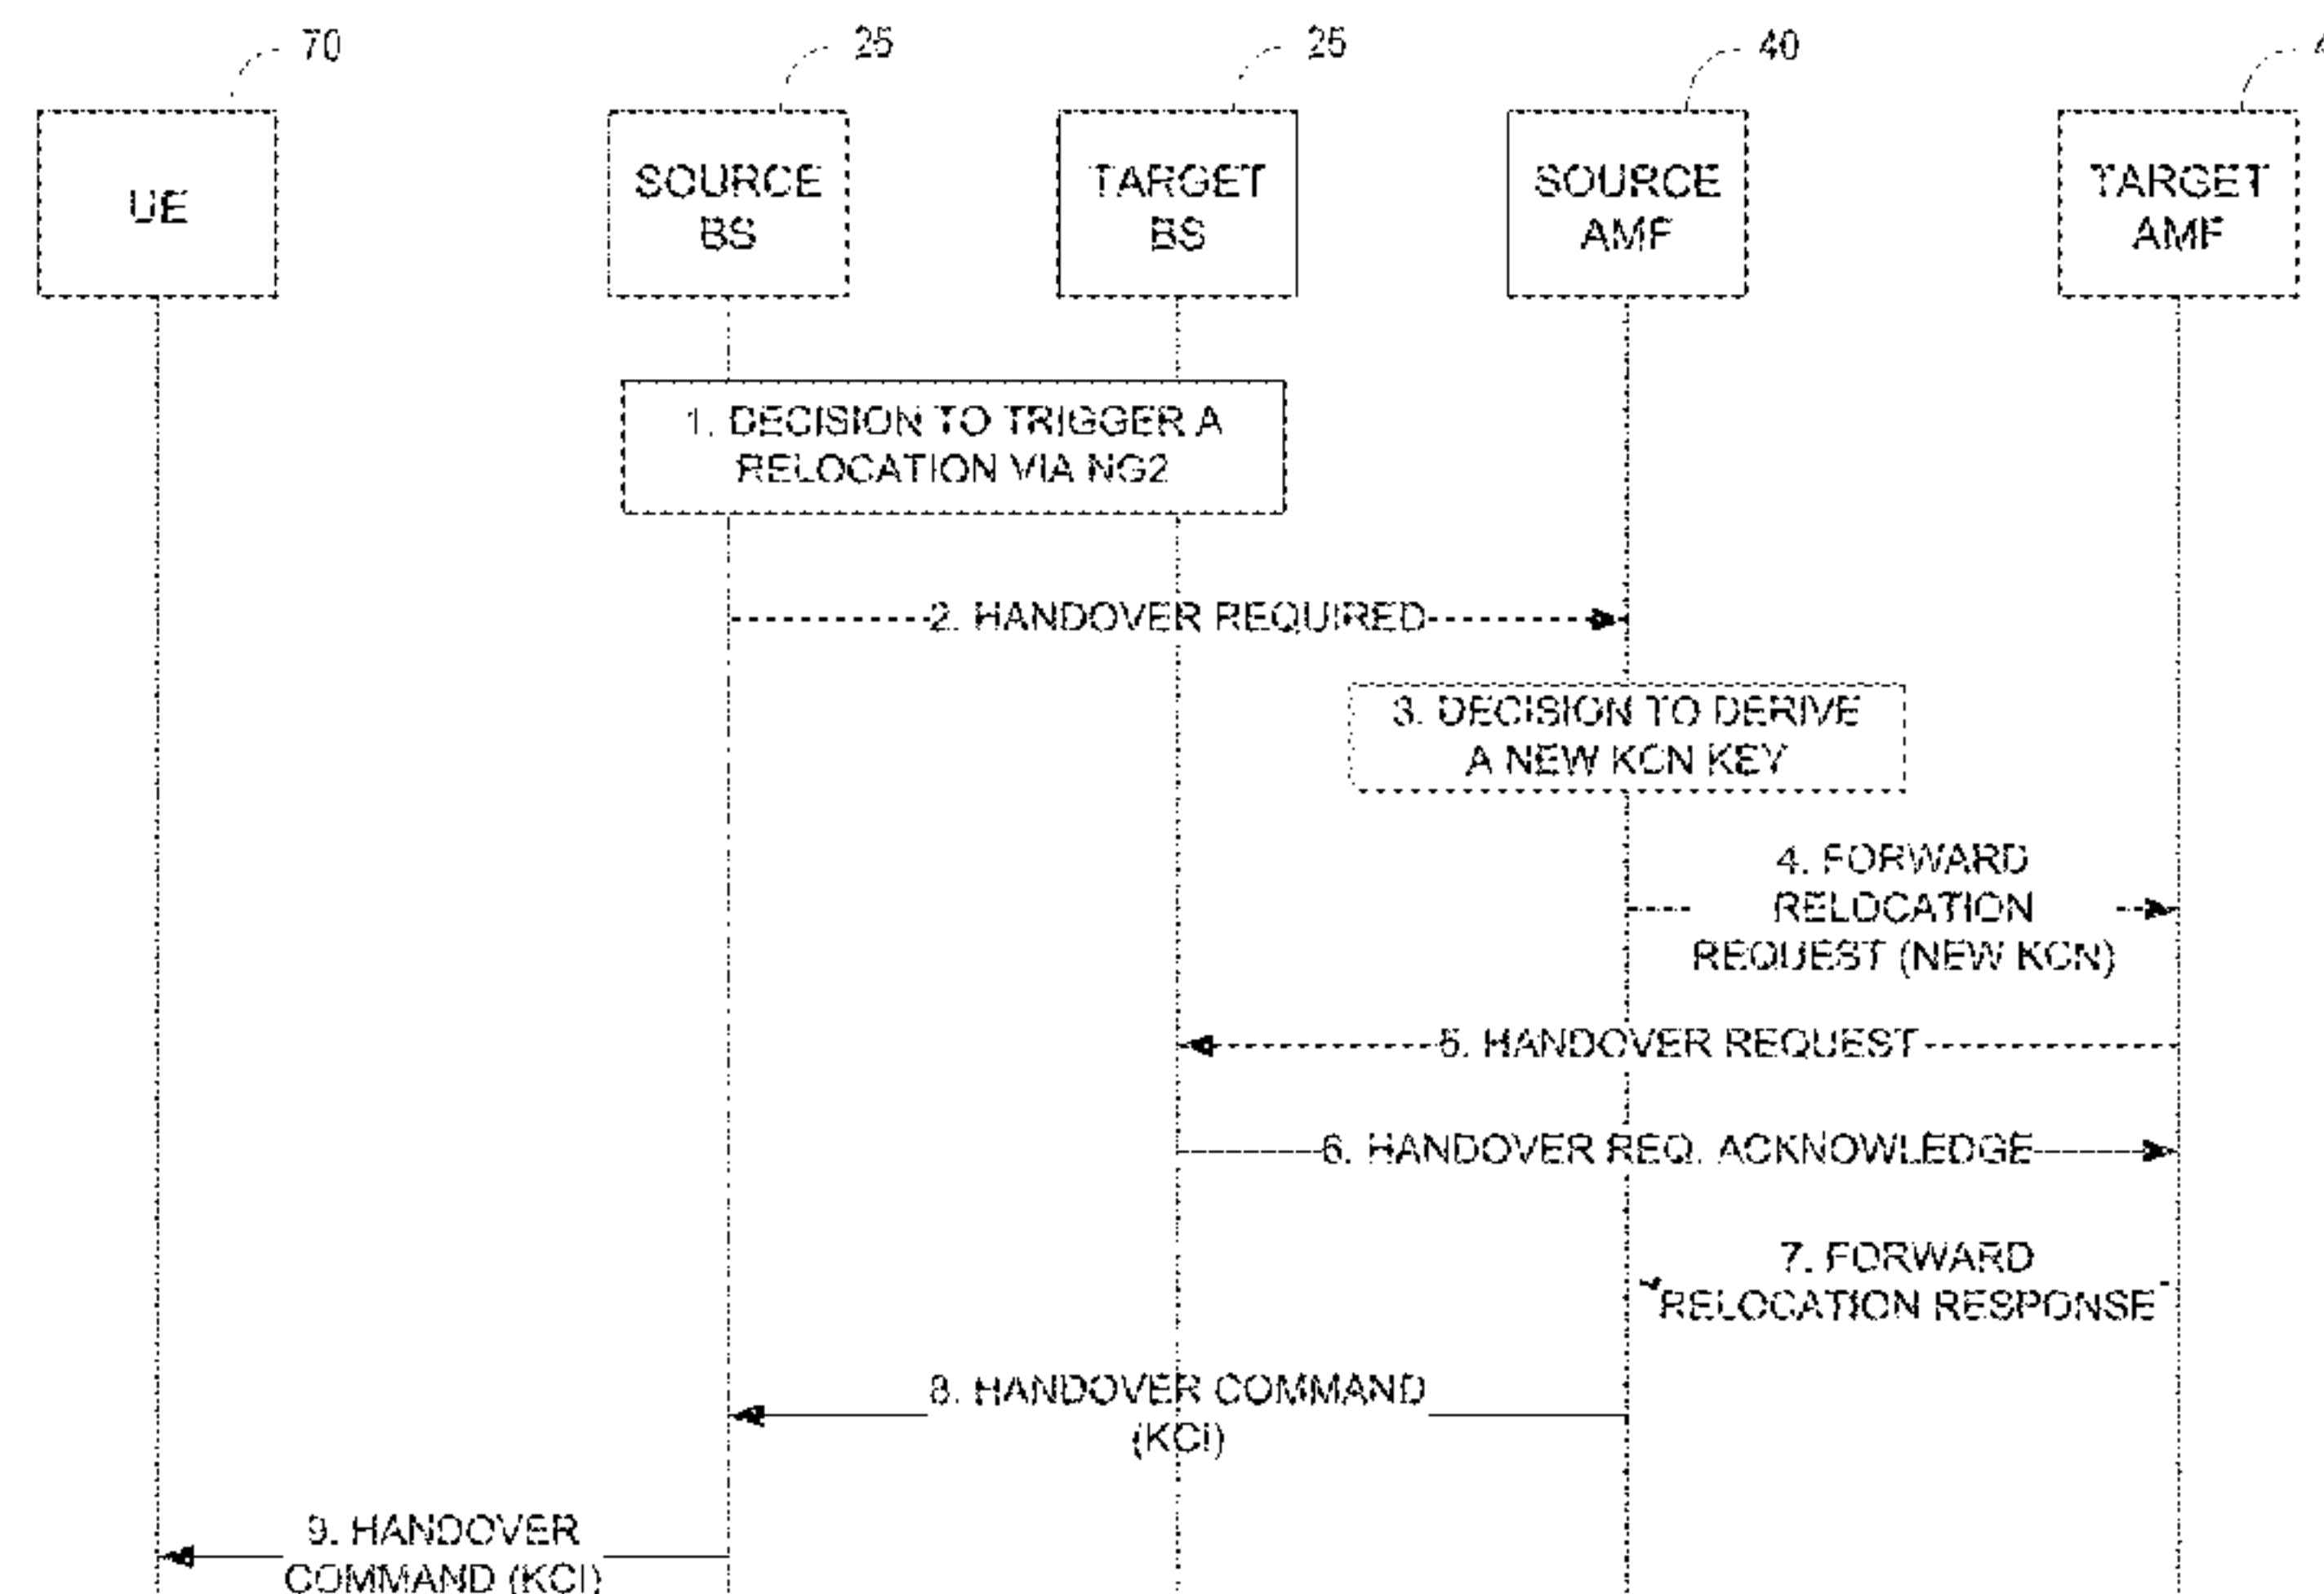 70
25
25
40
UE
SOURCE
BS
TARGET
BS
SOURCE
AMF
TARGET
AMF
1. DECISION TO TRIGGER A
RELOCATION VIA NG2
2. HANDOVER REQUIRED
3. DECISION TO DERIVE
A NEW KCN KEY
4. FORWARD
RELOCATION
REQUEST (NEW KCN)
5. HANDOVER REQUEST
6. HANDOVER REQ. ACKNOWLEDGE
7. FORWARD
RELOCATION RESPONSE
8. HANDOVER COMMAND
(KCI)
9. HANDOVER
COMMAND (KCI)